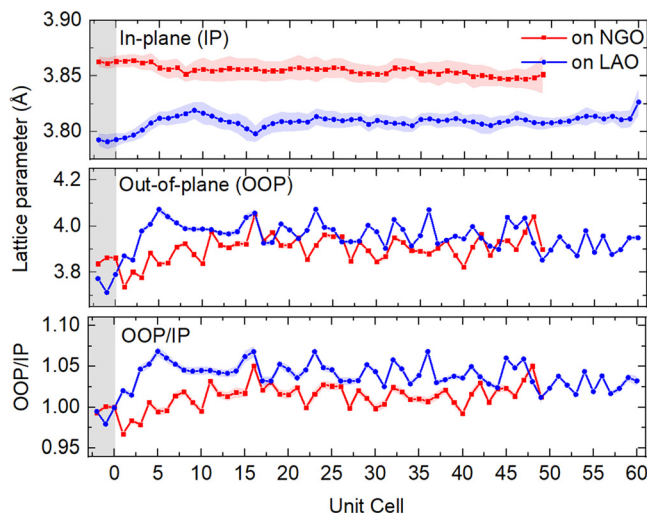 3.90
In-plane (IP)
on NGO
on LAO
3.85
3.80
Lattice parameter (Å)
Out-of-plane (OOP)
4.2
4.0
3.8
1.10
OOP/IP
1.05
1.00
0.95
OOP/IP
0 5 10 15 20 25 30 35 40 45 50 55 60
Unit Cell